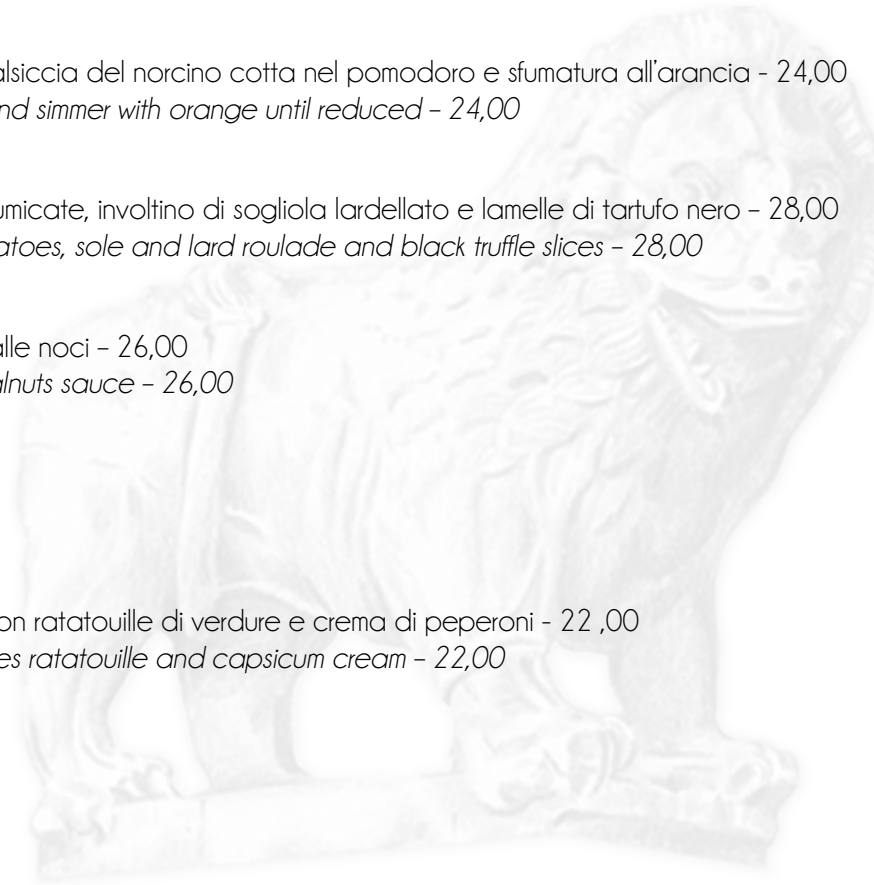 alsiccia del norcino cotta nel pomodoro e sfumatura all'arancia - 24,00
nd simmer with orange until reduced – 24,00
umicate, involtino di sogliola lardellato e lamelle di tartufo nero – 28,00
atoes, sole and lard roulade and black truffle slices – 28,00
alle noci – 26,00
alnuts sauce – 26,00
on ratatouille di verdure e crema di peperoni - 22 ,00
es ratatouille and capsicum cream – 22,00